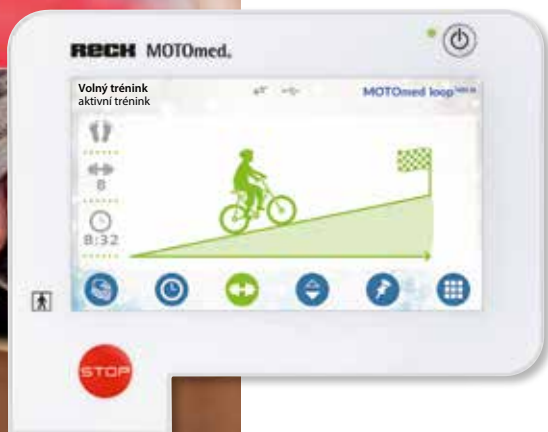 RECK MOTOmed.
Volný trénink
aktivní trénink
MOTOmed loop
8
8:32
STOP